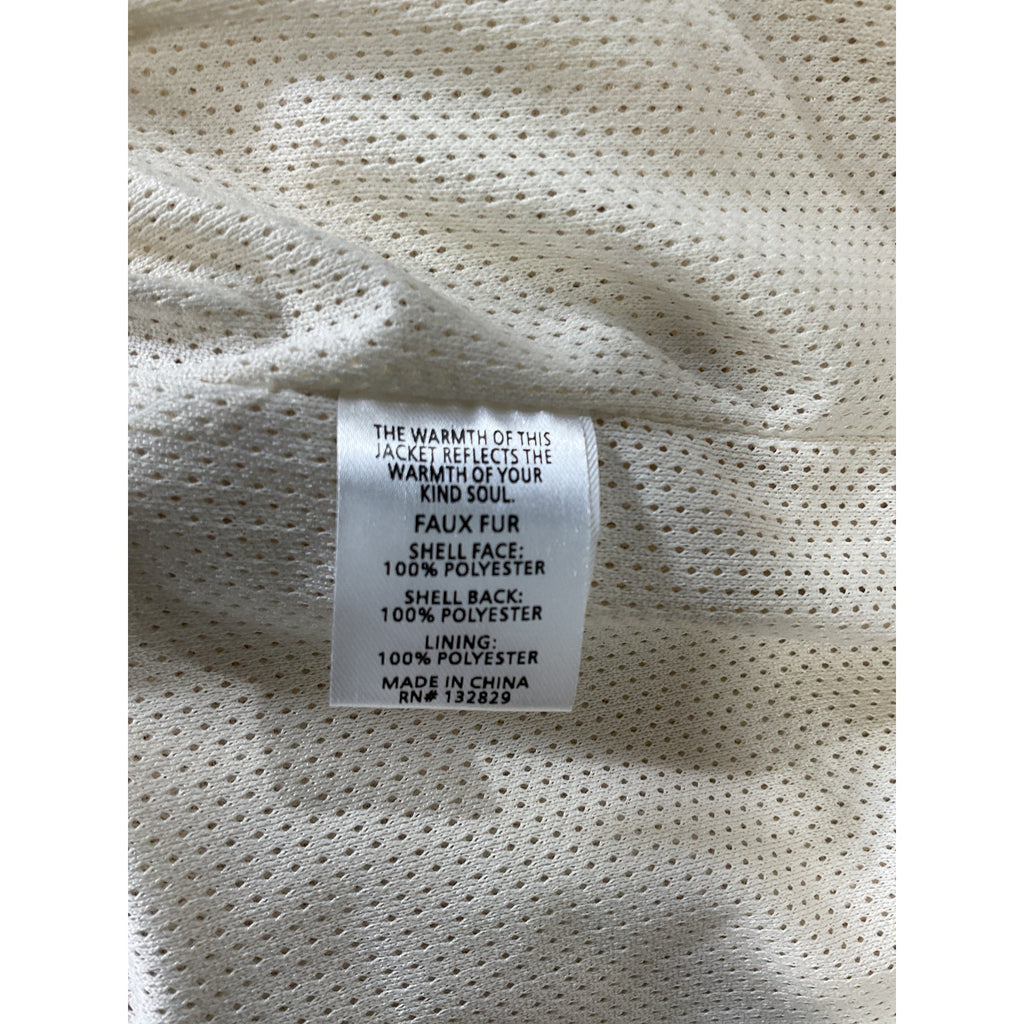 THE WARMTH OF THIS
JACKET REFLECTS THE
WARMTH OF YOUR
KIND SOUL.
FAUX FUR
SHELL FACE:
100% POLYESTER
SHELL BACK:
100% POLYESTER
LINING:
100% POLYESTER
MADE IN CHINA
RN# 132829